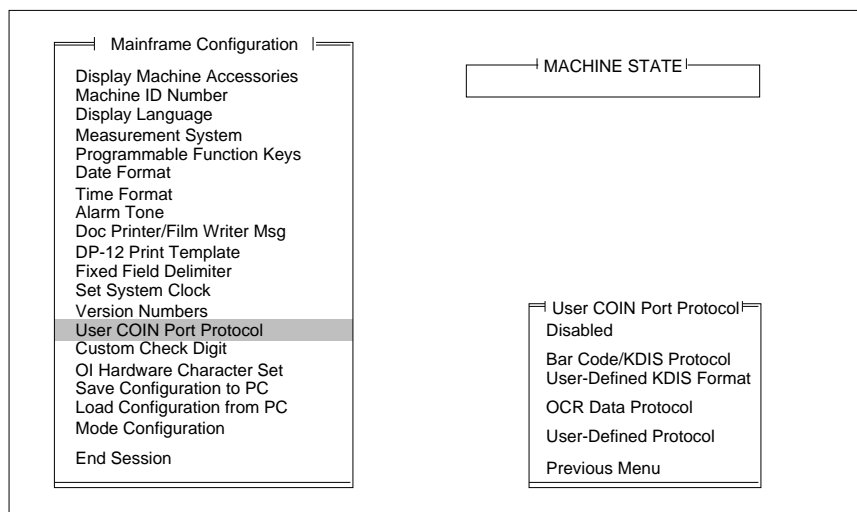 Mainframe Configuration
Display Machine Accessories
Machine ID Number
Display Language
Measurement System
Programmable Function Keys
Date Format
Time Format
Alarm Tone
Doc Printer/Film Writer Msg
DP-12 Print Template
Fixed Field Delimiter
Set System Clock
Version Numbers
User COIN Port Protocol
Custom Check Digit
OI Hardware Character Set
Save Configuration to PC
Load Configuration from PC
Mode Configuration
End Session
MACHINE STATE
User COIN Port Protocol
Disabled
Bar Code/KDIS Protocol
User-Defined KDIS Format
OCR Data Protocol
User-Defined Protocol
Previous Menu